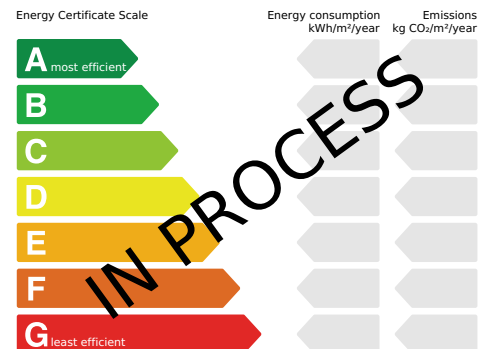 Energy Certificate Scale
Energy consumption
kWh/m²/year
Emissions
kg CO₂/m²/year
A most efficient
B
C
D
E
F
G least efficient
IN PROCESS